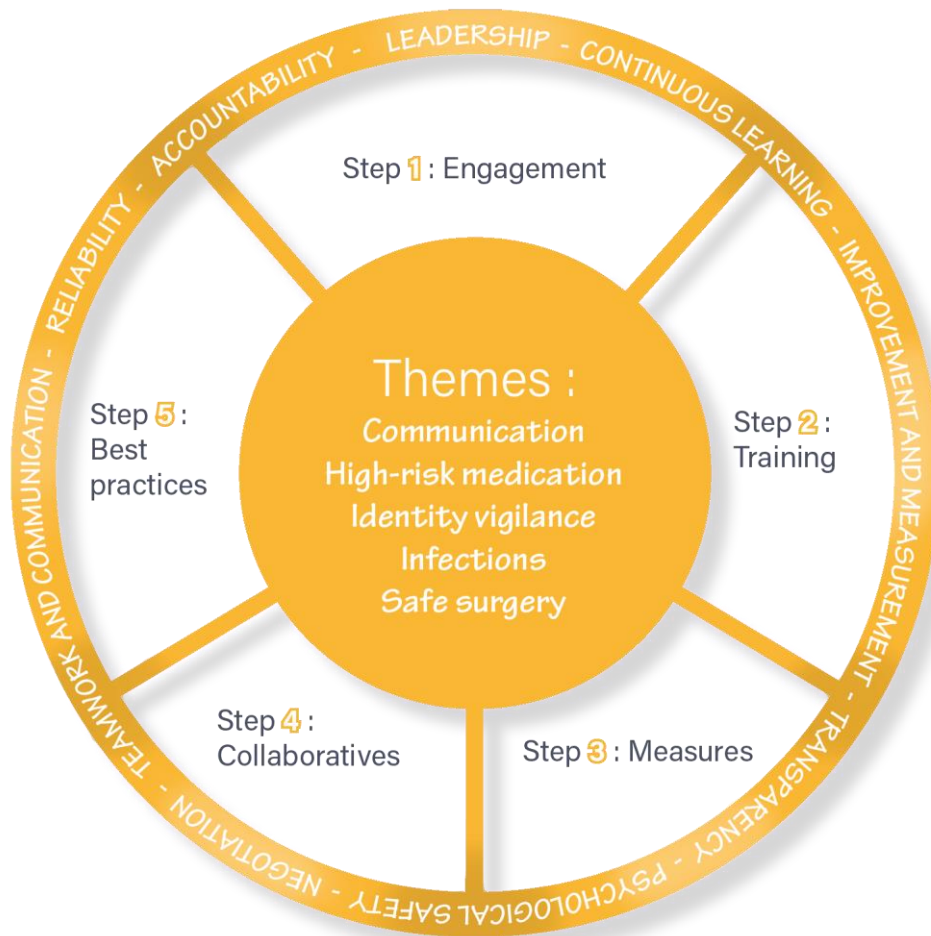 LEADERSHIP - CONTINUOUS LEARNING - IMPROVEMENT AND MEASUREMENT - TRANSPARENCY - PSYCHOLOGICAL SAFETY - NEGOTIATION - TEAMWORK AND COMMUNICATION - RELIABILITY - ACCOUNTABILITY -
Step 1 : Engagement
Step 2 :
Training
Step 3 : Measures
Step 4 :
Collaboratives
Step 5 :
Best
practices
Themes :
Communication
High-risk medication
Identity vigilance
Infections
Safe surgery